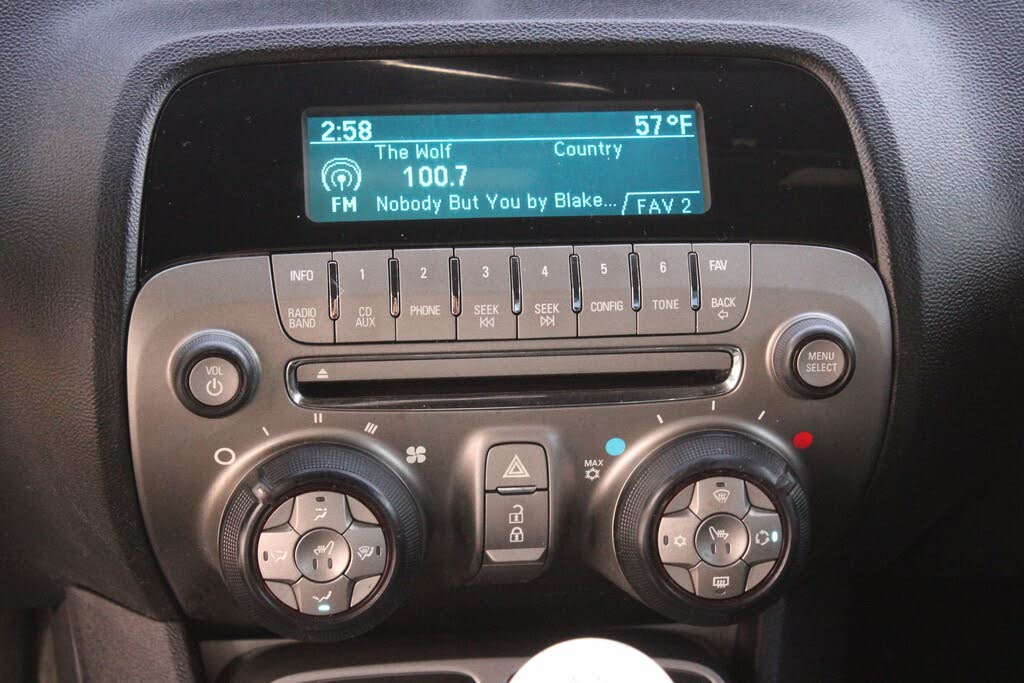 2:58 57°F
The Wolf Country
100.7
FM Nobody But You by Blake... FAV 2
INFO 1 2 3 4 5 6 FAV
RADIO BAND
CD AUX
PHONE
SEEK
SEEK
CONFIG
TONE
BACK
VOL
MENU SELECT
MAX